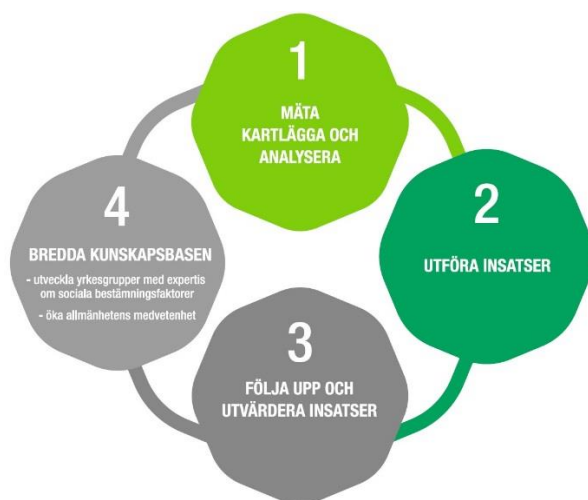 1
MÄTA
KARTLÄGGA OCH
ANALYSERA
2
UTFÖRA INSATSER
3
FÖLJA UPP OCH
UTVÄRDERA INSATSER
4
BREDDA KUNSKAPSBASEN
- utveckla yrkesgrupper med expertis
om sociala bestämningsfaktorer
- öka allmänhetens medvetenhet